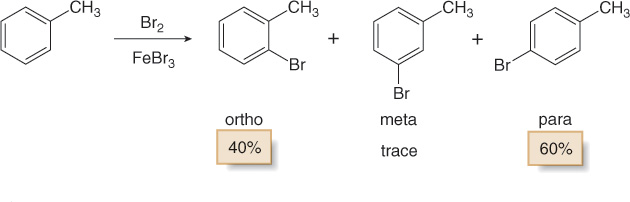 CH₃
Br₂
FeBr₃
CH₃
Br
+
CH₃
Br
+
CH₃
Br
ortho
meta
para
40%
trace
60%